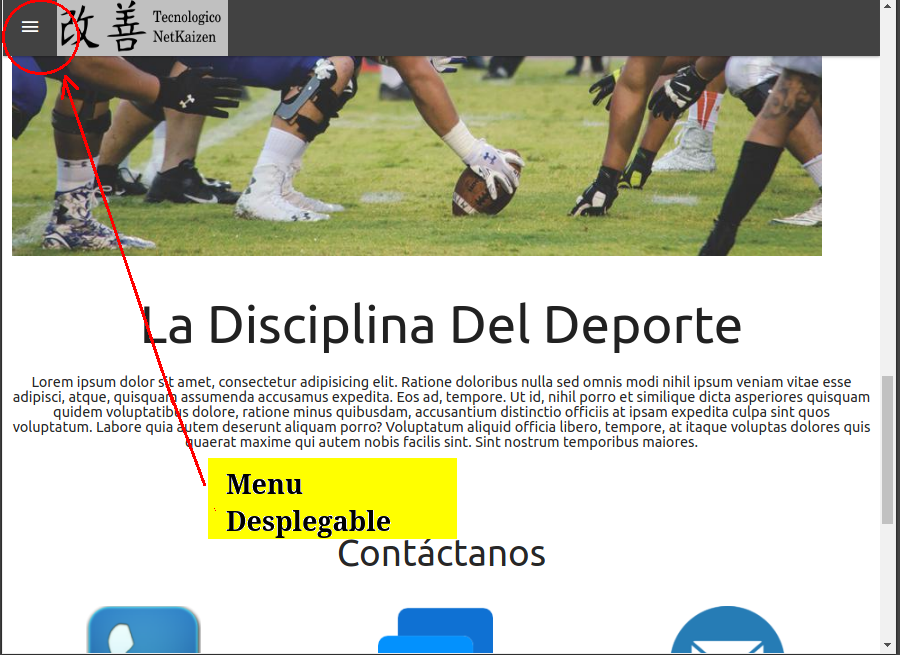 改善 Tecnologico
NetKaizen
La Disciplina Del Deporte
Lorem ipsum dolor sit amet, consectetur adipisicing elit. Ratione doloribus nulla sed omnis modi nihil ipsum veniam vitae esse
adipisci, atque, quisquam assumenda accusamus expedita. Eos ad, tempore. Ut id, nihil porro et similique dicta asperiores quisquam
quidem voluptatibus dolore, ratione minus quibusdam, accusantium distinctio officiis at ipsam expedita culpa sint quos
voluptatum. Labore quia autem deserunt aliquam porro? Voluptatum aliquid officia libero, tempore, at itaque voluptas dolores quis
quaerat maxime qui autem nobis facilis sint. Sint nostrum temporibus maiores.
Menu
Desplegable
Contáctanos